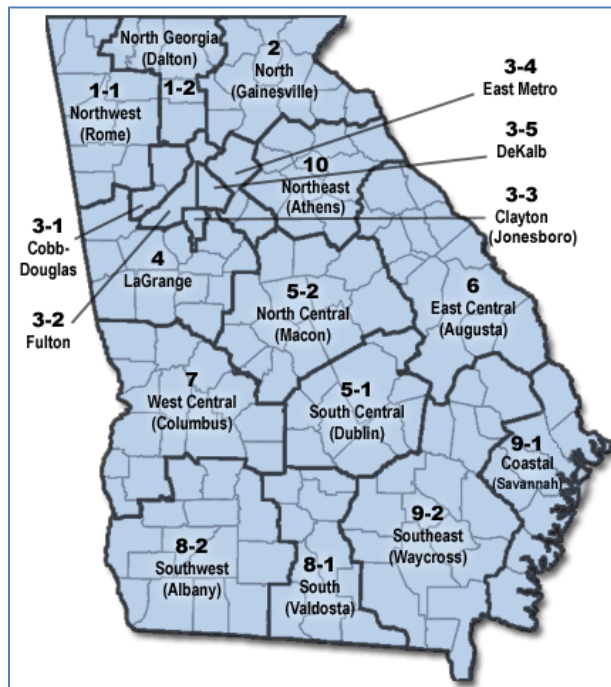 North Georgia
(Dalton)
1-2
1-1
Northwest
(Rome)
2
North
(Gainesville)
3-4
East Metro
3-5
DeKalb
3-3
Clayton
(Jonesboro)
10
Northeast
(Athens)
3-1
Cobb-
Douglas
3-2
Fulton
4
LaGrange
5-2
North Central
(Macon)
6
East Central
(Augusta)
7
West Central
(Columbus)
5-1
South Central
(Dublin)
9-1
Coastal
(Savannah)
9-2
Southeast
(Waycross)
8-2
Southwest
(Albany)
8-1
South
(Valdosta)